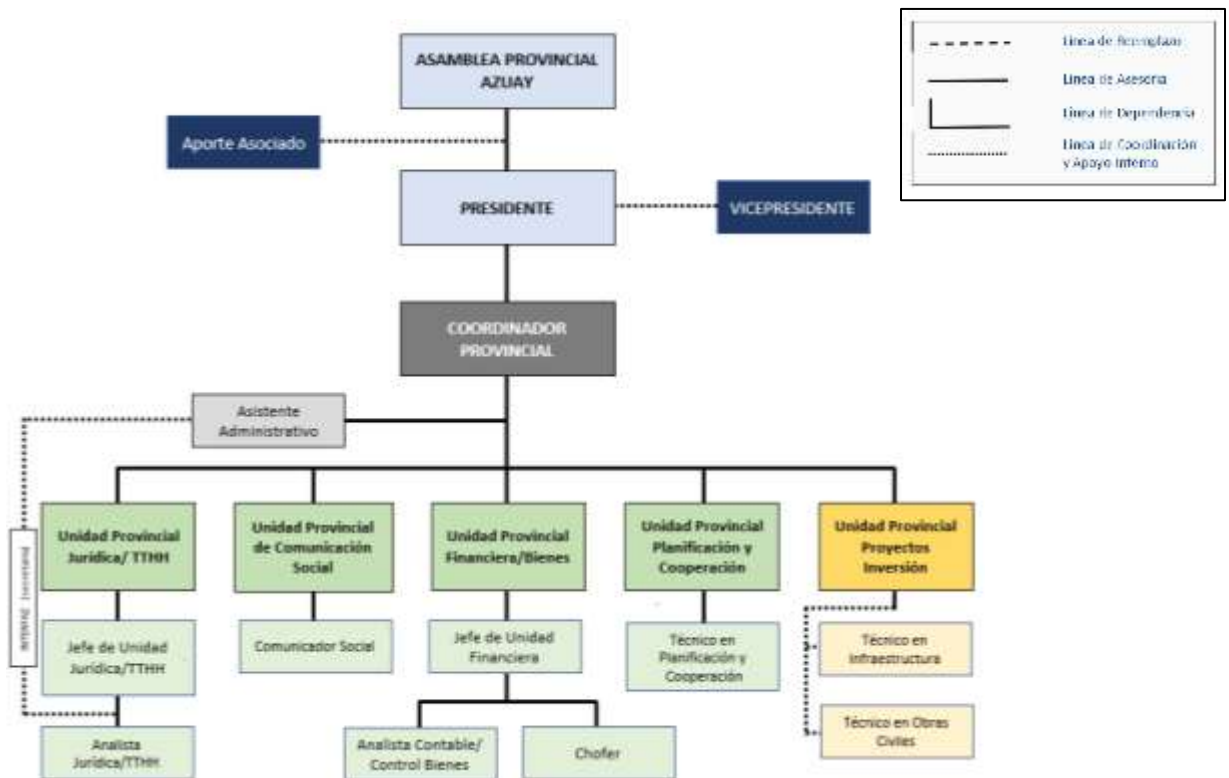 ASAMBLEA PROVINCIAL
AZUAY
Línea de Reemplazo
Línea de Asesoría
Línea de Dependencia
Línea de Coordinación
y Apoyo Interno
Aporte Asociado
PRESIDENTE
VICEPRESIDENTE
COORDINADOR
PROVINCIAL
Asistente
Administrativo
Unidad Provincial
Jurídica/ TTHH
Unidad Provincial
de Comunicación
Social
Unidad Provincial
Financiera/Bienes
Unidad Provincial
Planificación y
Cooperación
Unidad Provincial
Proyectos
Inversión
Jefe de Unidad
Jurídica/TTHH
Comunicador Social
Jefe de Unidad
Financiera
Técnico en
Planificación y
Cooperación
Técnico en
Infraestructura
Analista
Jurídica/TTHH
Analista Contable/
Control Bienes
Chofer
Técnico en Obras
Civiles